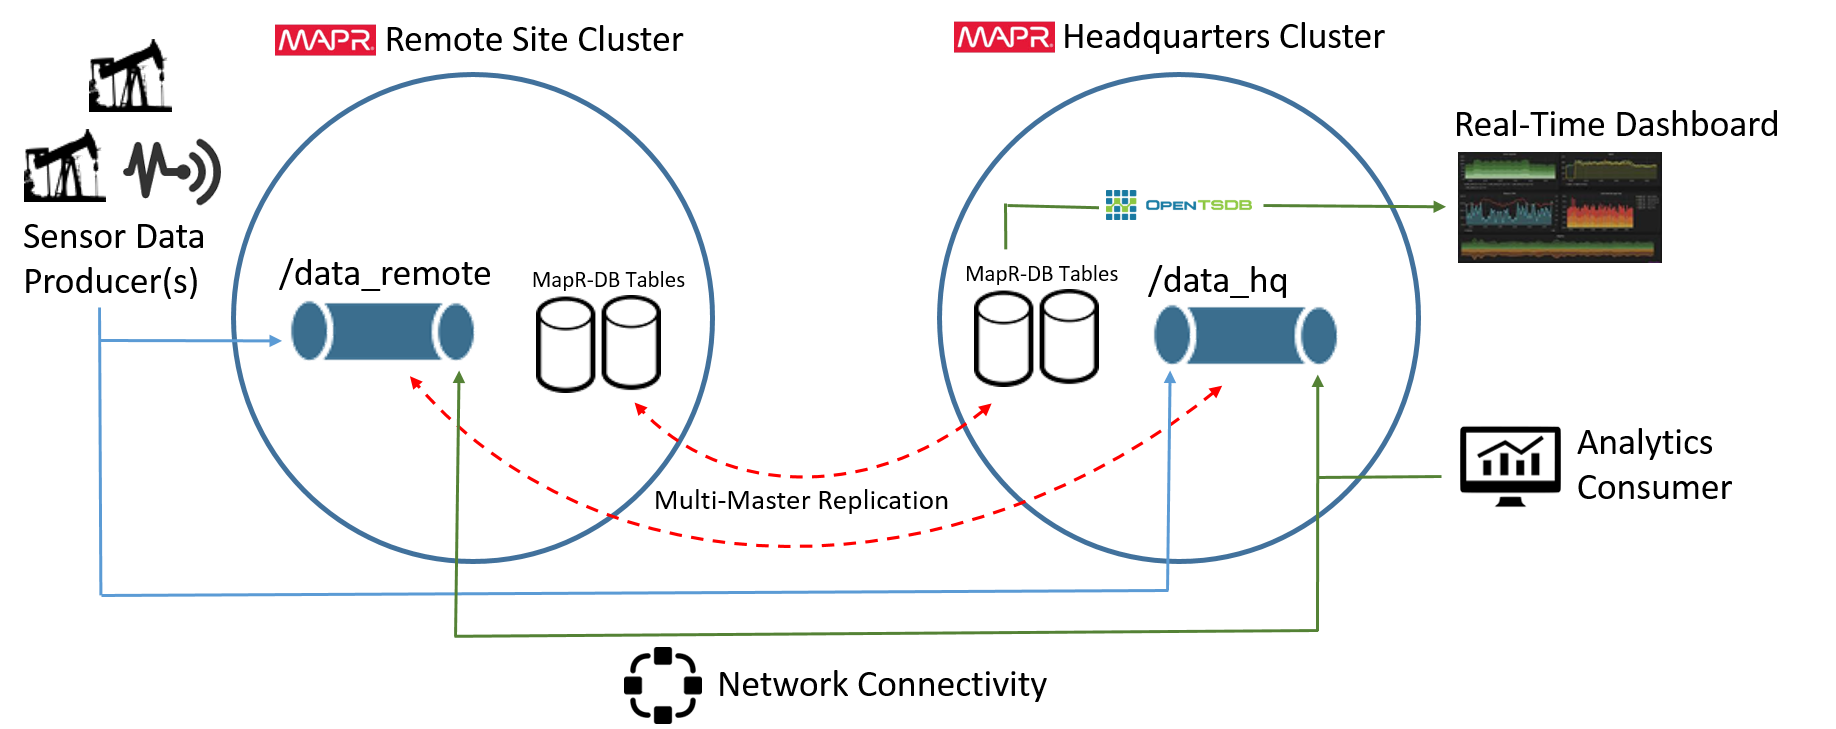 MAPR Remote Site Cluster
MAPR Headquarters Cluster
Real-Time Dashboard
OPENTSDB
Sensor Data
Producer(s)
/data_remote
MapR-DB Tables
MapR-DB Tables
/data_hq
Analytics
Consumer
Multi-Master Replication
Network Connectivity